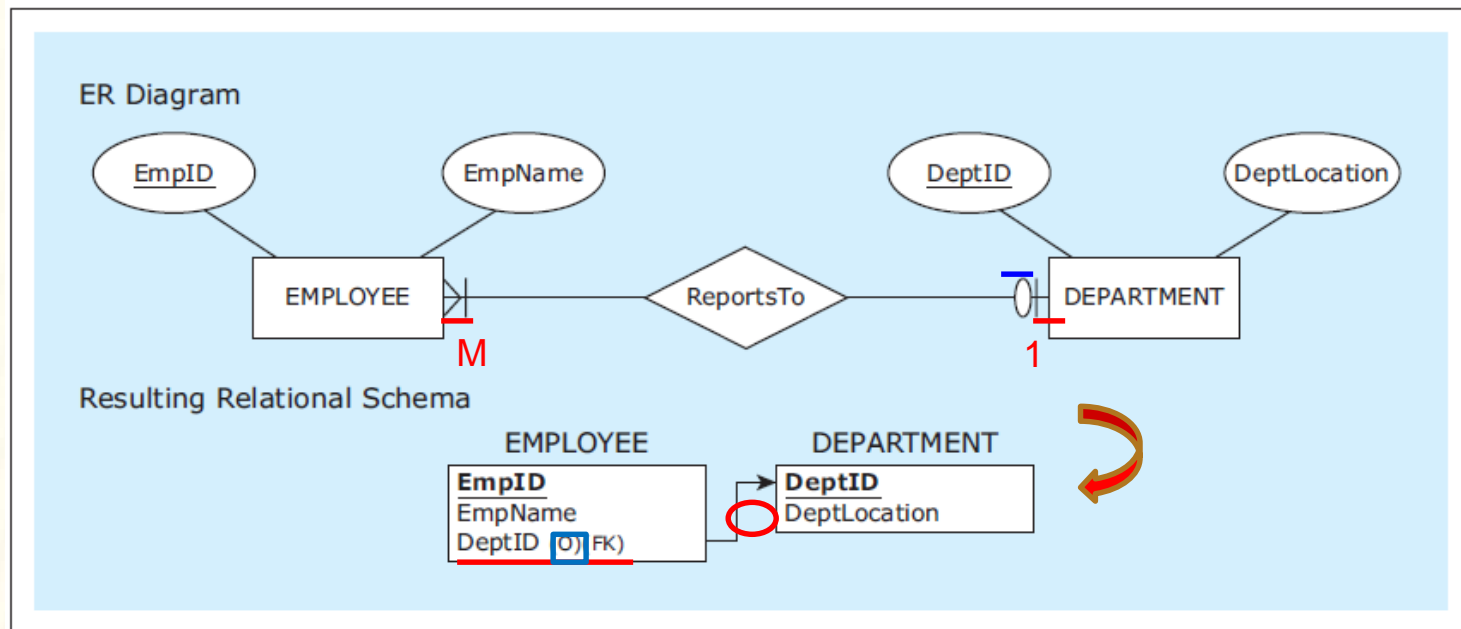 ER Diagram
EmpID EmpName DeptID DeptLocation
EMPLOYEE ReportsTo DEPARTMENT
M 1
Resulting Relational Schema
EMPLOYEE DEPARTMENT
EmpID DeptID
EmpName DeptLocation
DeptID (O) FK)